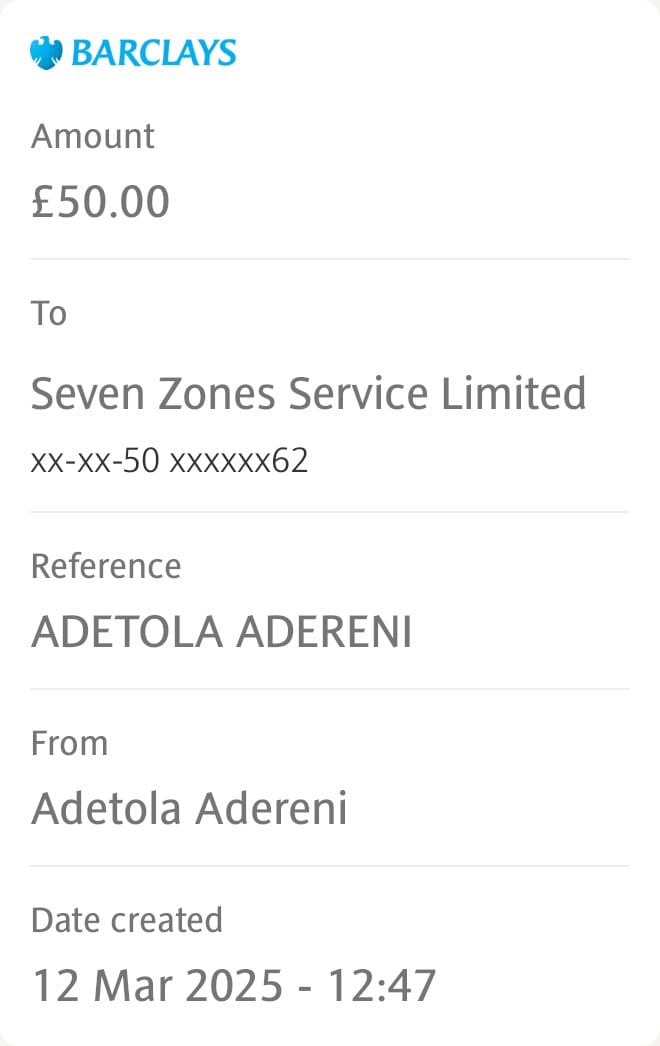 BARCLAYS
Amount
£50.00
To
Seven Zones Service Limited
xx-xx-50 xxxxxx62
Reference
ADETOLA ADERENI
From
Adetola Adereni
Date created
12 Mar 2025 - 12:47